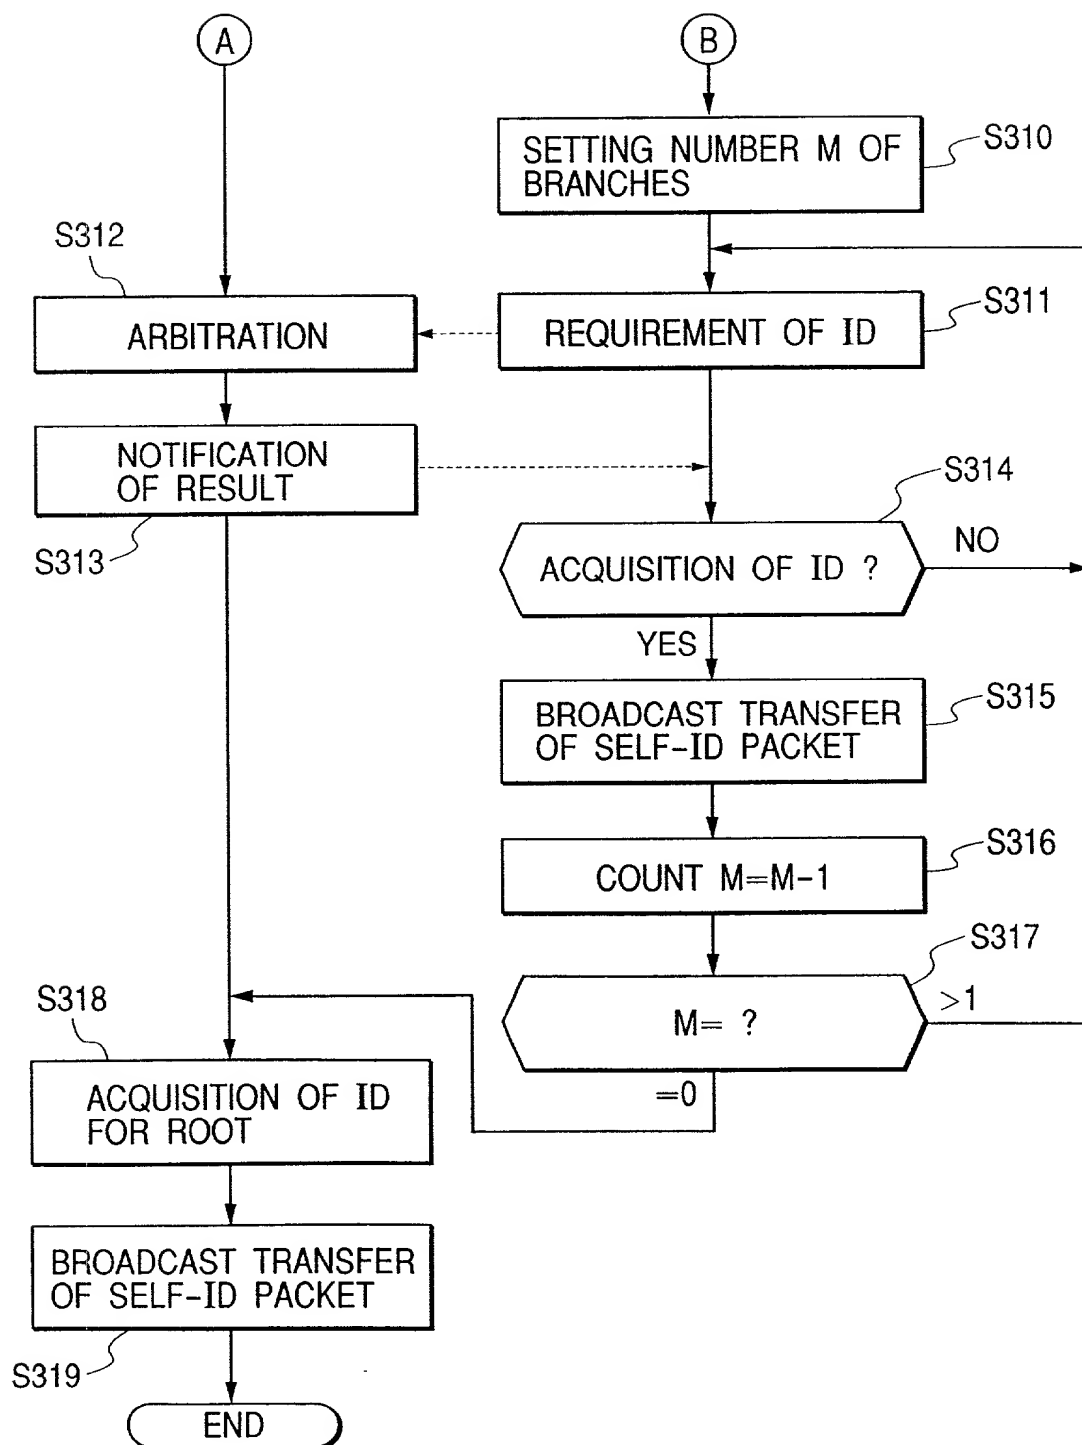 A
B
SETTING NUMBER M OF
BRANCHES
S310
S312
ARBITRATION
REQUIREMENT OF ID
S311
NOTIFICATION
OF RESULT
S313
S314
ACQUISITION OF ID ?
NO
YES
BROADCAST TRANSFER
OF SELF-ID PACKET
S315
COUNT M=M-1
S316
S317
M= ?
>1
=0
S318
ACQUISITION OF ID
FOR ROOT
BROADCAST TRANSFER
OF SELF-ID PACKET
S319
END